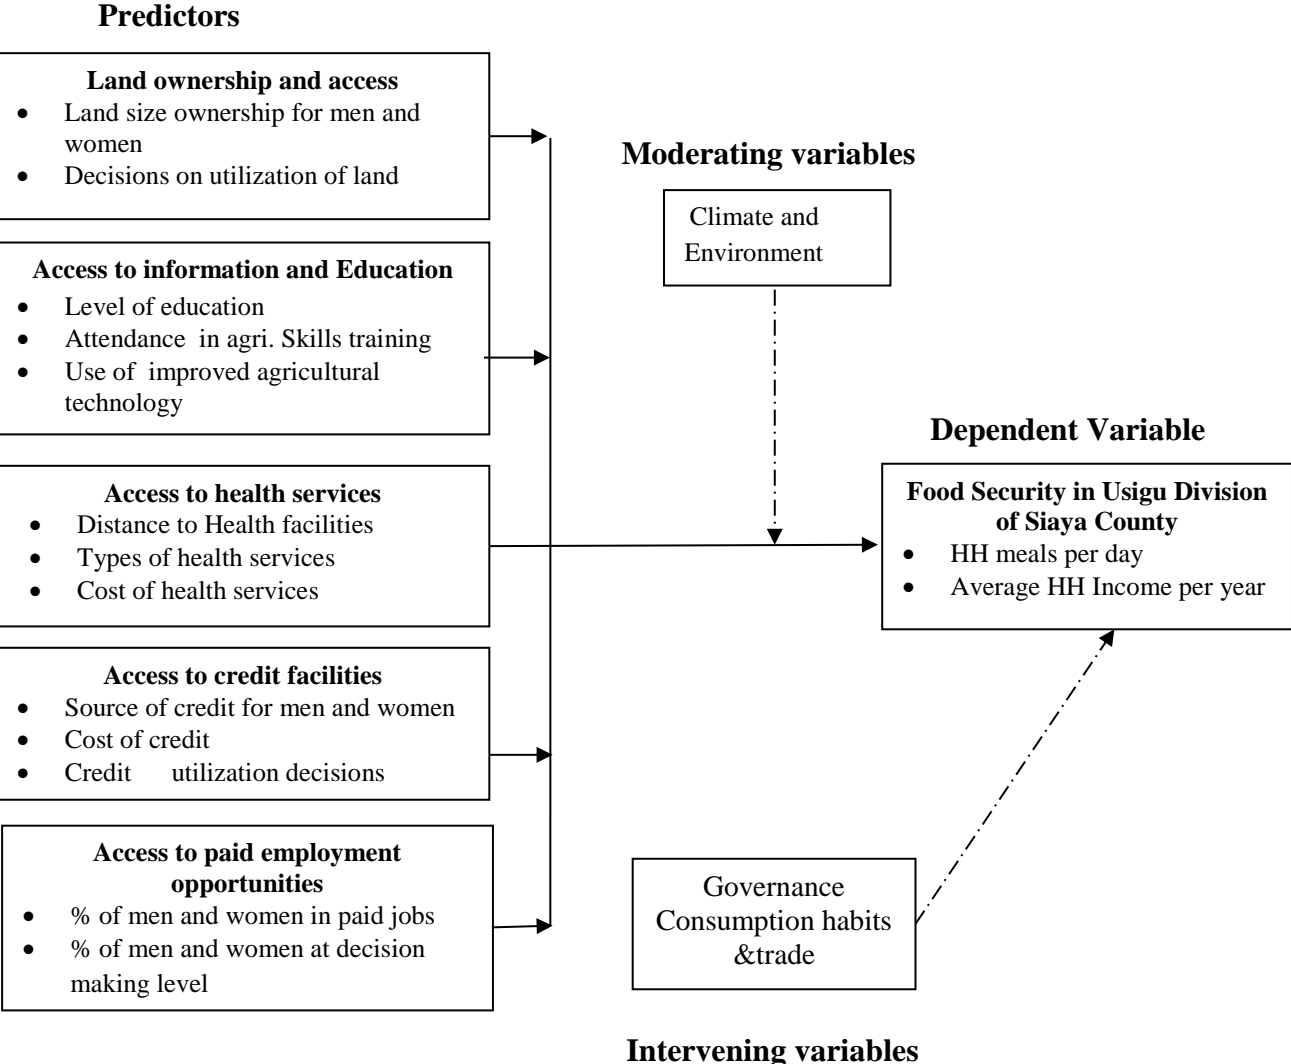 Predictors
Land ownership and access
• Land size ownership for men and
women
• Decisions on utilization of land
Access to information and Education
• Level of education
• Attendance in agri. Skills training
• Use of improved agricultural
technology
Access to health services
• Distance to Health facilities
• Types of health services
• Cost of health services
Access to credit facilities
• Source of credit for men and women
• Cost of credit
• Credit utilization decisions
Access to paid employment
opportunities
• % of men and women in paid jobs
• % of men and women at decision
making level
Moderating variables
Climate and
Environment
Dependent Variable
Food Security in Usigu Division
of Siaya County
• HH meals per day
• Average HH Income per year
Governance
Consumption habits
&trade
Intervening variables